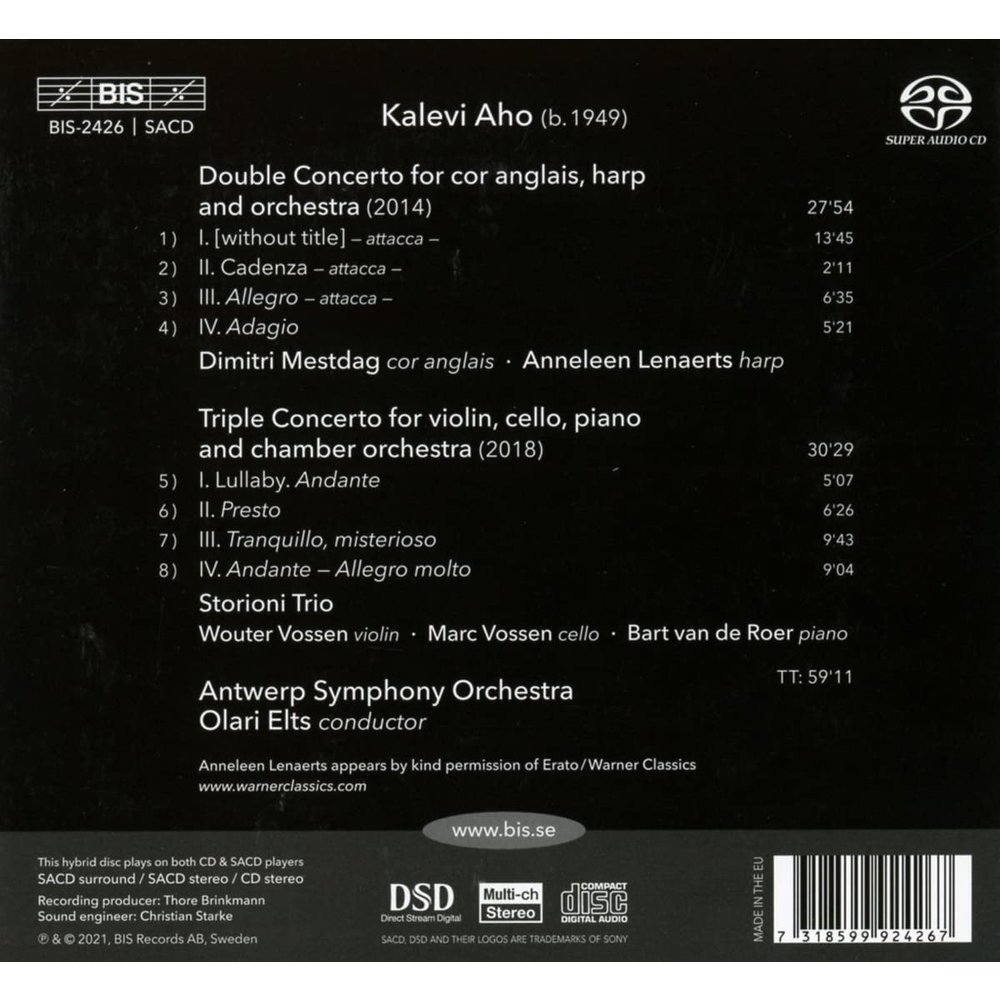 BIS
BIS-2426 | SACD
SUPER AUDIO CD
Kalevi Aho (b. 1949)
Double Concerto for cor anglais, harp
and orchestra (2014) 27'54
1) I. [without title] – attacca – 13'45
2) II. Cadenza – attacca – 2'11
3) III. Allegro – attacca – 6'35
4) IV. Adagio 5'21
Dimitri Mestdag cor anglais · Anneleen Lenaerts harp
Triple Concerto for violin, cello, piano
and chamber orchestra (2018) 30'29
5) I. Lullaby. Andante 5'07
6) II. Presto 6'26
7) III. Tranquillo, misterioso 9'43
8) IV. Andante – Allegro molto 9'04
Storioni Trio
Wouter Vossen violin · Marc Vossen cello · Bart van de Roer piano
TT: 59'11
Antwerp Symphony Orchestra
Olari Elts conductor
Anneleen Lenaerts appears by kind permission of Erato/Warner Classics
www.warnerclassics.com
www.bis.se
This hybrid disc plays on both CD & SACD players
SACD surround / SACD stereo / CD stereo
Recording producer: Thore Brinkmann
Sound engineer: Christian Starke
℗ & © 2021, BIS Records AB, Sweden
DSD
Direct Stream Digital
Multi-ch
Stereo
COMPACT
disc
DIGITAL AUDIO
SACD, DSD AND THEIR LOGOS ARE TRADEMARKS OF SONY
MADE IN THE EU
7 318599 924267